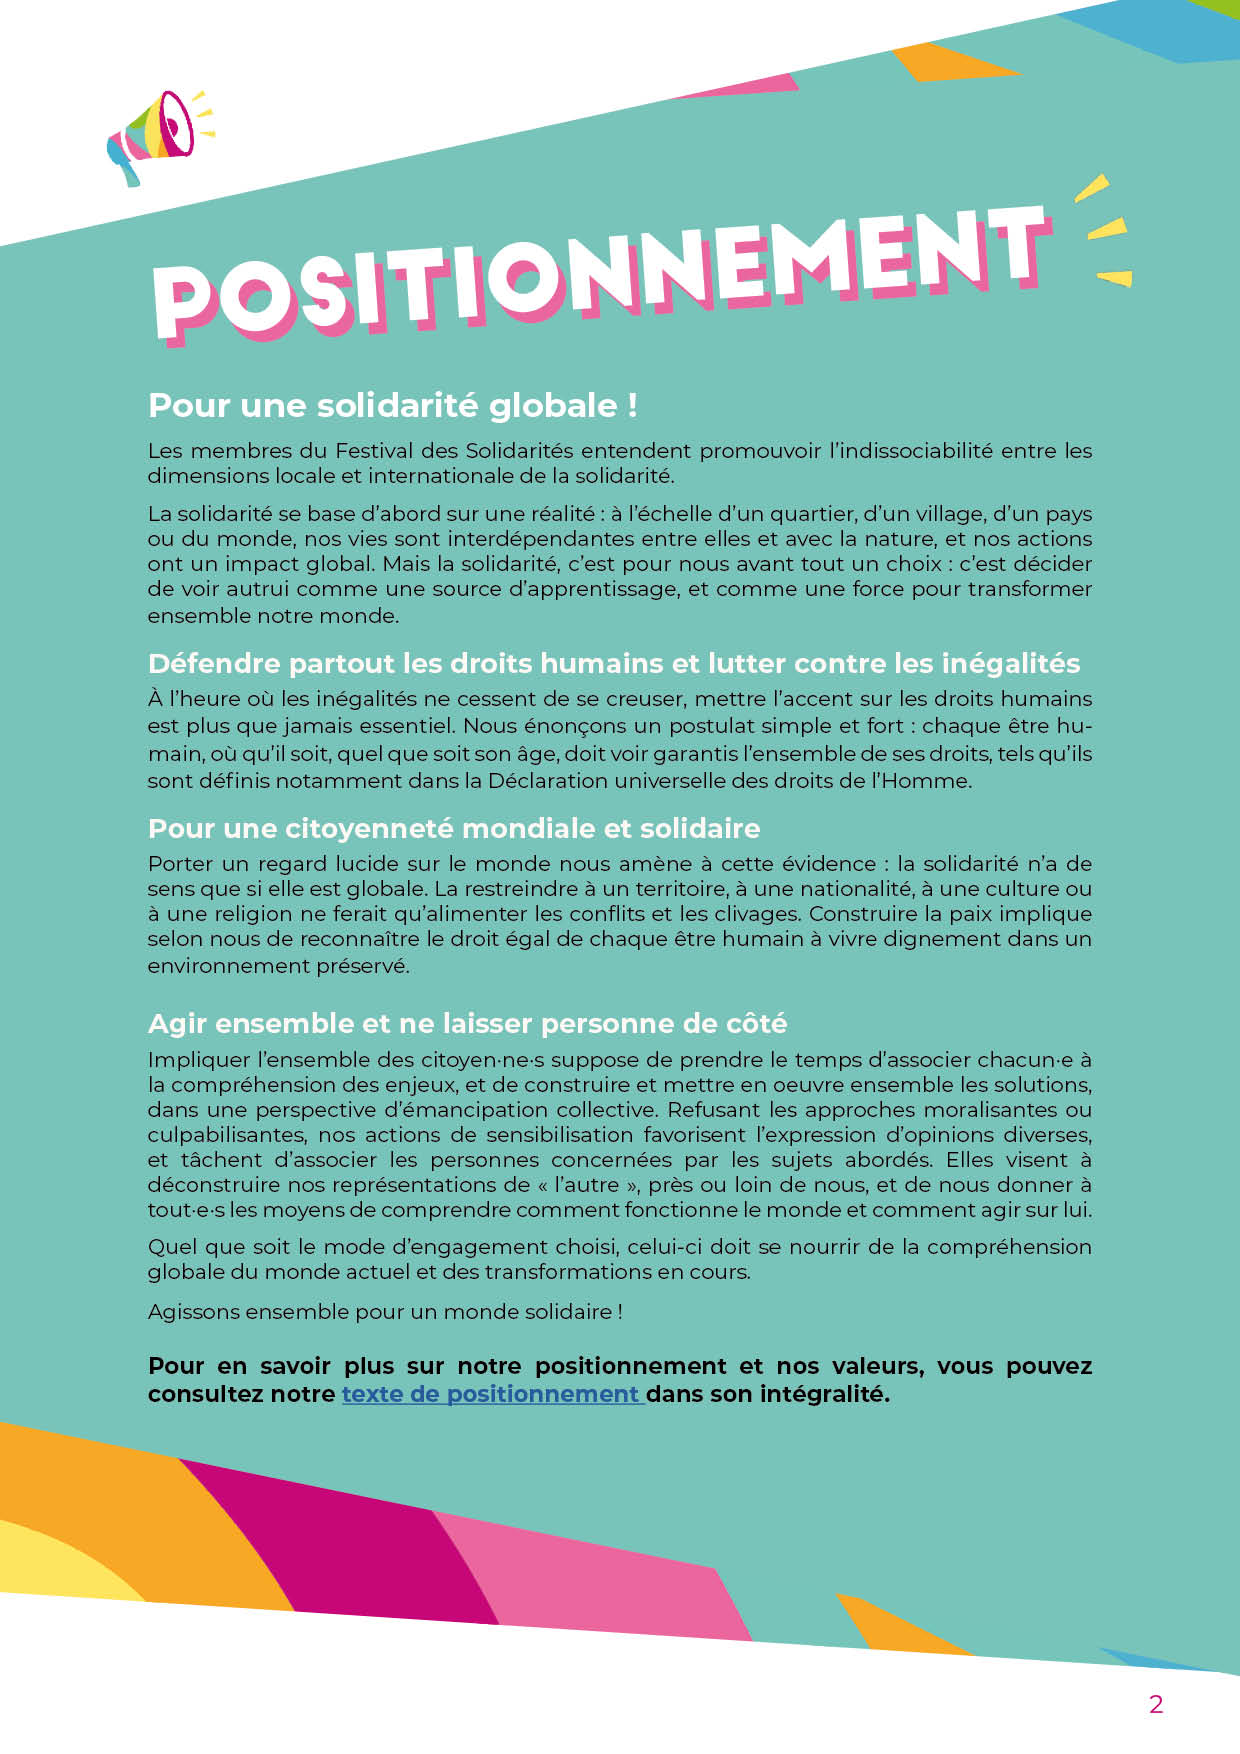 POSITIONNEMENT
Pour une solidarité globale !
Les membres du Festival des Solidarités entendent promouvoir l’indissociabilité entre les
dimensions locale et internationale de la solidarité.
La solidarité se base d’abord sur une réalité : à l’échelle d’un quartier, d’un village, d’un pays
ou du monde, nos vies sont interdépendantes entre elles et avec la nature, et nos actions
ont un impact global. Mais la solidarité, c’est pour nous avant tout un choix : c’est décider
de voir autrui comme une source d’apprentissage, et comme une force pour transformer
ensemble notre monde.
Défendre partout les droits humains et lutter contre les inégalités
À l’heure où les inégalités ne cessent de se creuser, mettre l’accent sur les droits humains
est plus que jamais essentiel. Nous énonçons un postulat simple et fort : chaque être hu-
main, où qu’il soit, quel que soit son âge, doit voir garantis l’ensemble de ses droits, tels qu’ils
sont définis notamment dans la Déclaration universelle des droits de l’Homme.
Pour une citoyenneté mondiale et solidaire
Porter un regard lucide sur le monde nous amène à cette évidence : la solidarité n’a de
sens que si elle est globale. La restreindre à un territoire, à une nationalité, à une culture ou
à une religion ne ferait qu’alimenter les conflits et les clivages. Construire la paix implique
selon nous de reconnaître le droit égal de chaque être humain à vivre dignement dans un
environnement préservé.
Agir ensemble et ne laisser personne de côté
Impliquer l’ensemble des citoyen·ne·s suppose de prendre le temps d’associer chacun·e à
la compréhension des enjeux, et de construire et mettre en oeuvre ensemble les solutions,
dans une perspective d’émancipation collective. Refusant les approches moralisantes ou
culpabilisantes, nos actions de sensibilisation favorisent l’expression d’opinions diverses,
et tâchent d’associer les personnes concernées par les sujets abordés. Elles visent à
déconstruire nos représentations de « l’autre », près ou loin de nous, et de nous donner à
tout·e·s les moyens de comprendre comment fonctionne le monde et comment agir sur lui.
Quel que soit le mode d’engagement choisi, celui-ci doit se nourrir de la compréhension
globale du monde actuel et des transformations en cours.
Agissons ensemble pour un monde solidaire !
Pour en savoir plus sur notre positionnement et nos valeurs, vous pouvez
consultez notre texte de positionnement dans son intégralité.
2